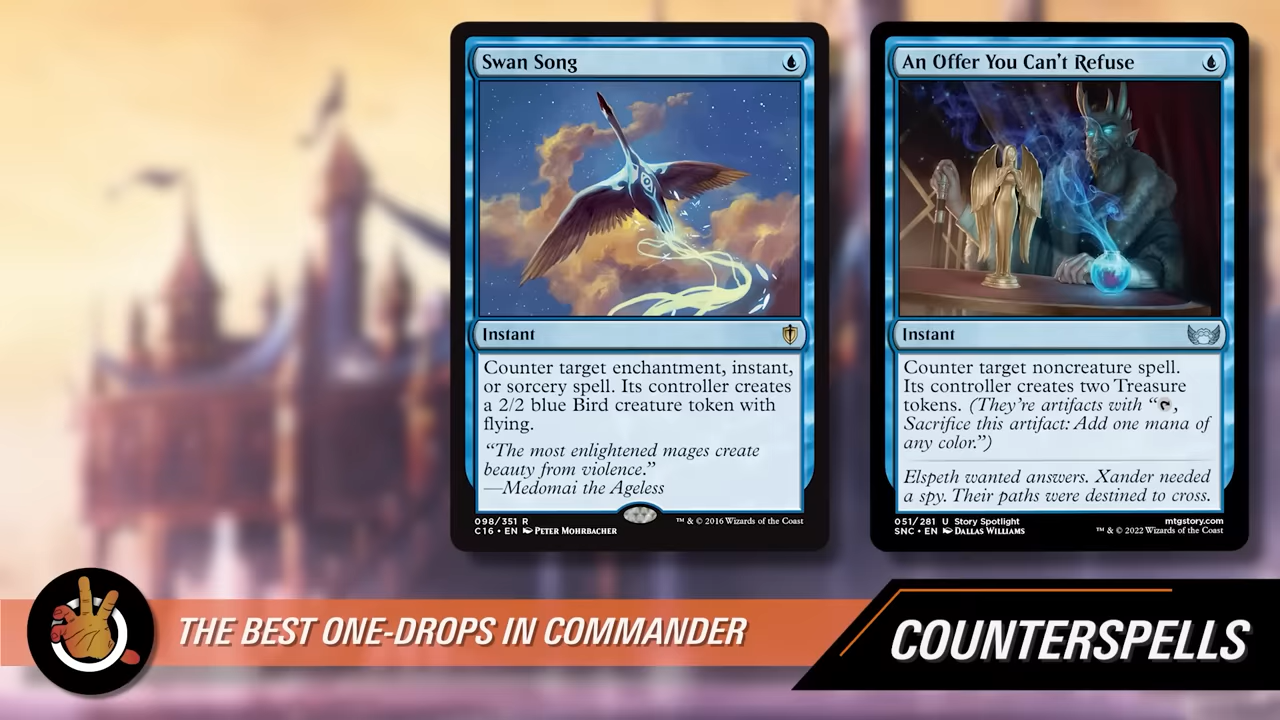 Swan Song
Instant
Counter target enchantment, instant,
or sorcery spell. Its controller creates
a 2/2 blue Bird creature token with
flying.
“The most enlightened mages create
beauty from violence.”
—Medomai the Ageless
098/351 R
C16 • EN Peter Mohrbacher
™ & © 2016 Wizards of the Coast
An Offer You Can't Refuse
Instant
Counter target noncreature spell.
Its controller creates two Treasure
tokens. (They're artifacts with “,
Sacrifice this artifact: Add one mana of
any color.”)
Elspeth wanted answers. Xander needed
a spy. Their paths were destined to cross.
051/281 U Story Spotlight
SNC • EN Dallas Williams
mtgstory.com
™ & © 2022 Wizards of the Coast
THE BEST ONE-DROPS IN COMMANDER
COUNTERSPELLS